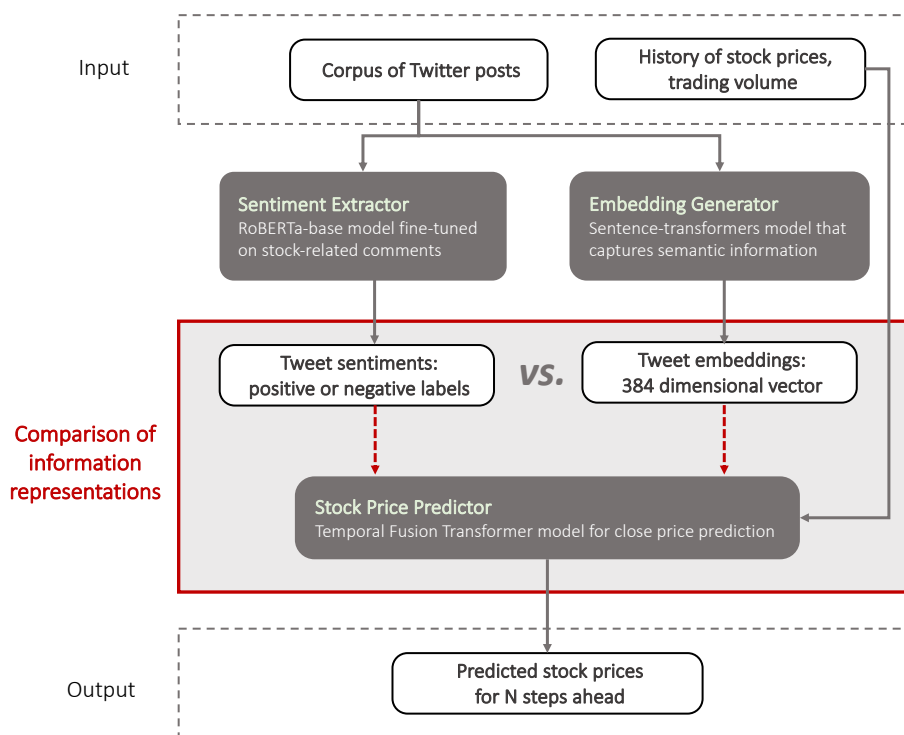 Input
Corpus of Twitter posts
History of stock prices,
trading volume
Sentiment Extractor
RoBERTa-base model fine-tuned
on stock-related comments
Embedding Generator
Sentence-transformers model that
captures semantic information
Tweet sentiments:
positive or negative labels
vs.
Tweet embeddings:
384 dimensional vector
Comparison of
information
representations
Stock Price Predictor
Temporal Fusion Transformer model for close price prediction
Output
Predicted stock prices
for N steps ahead